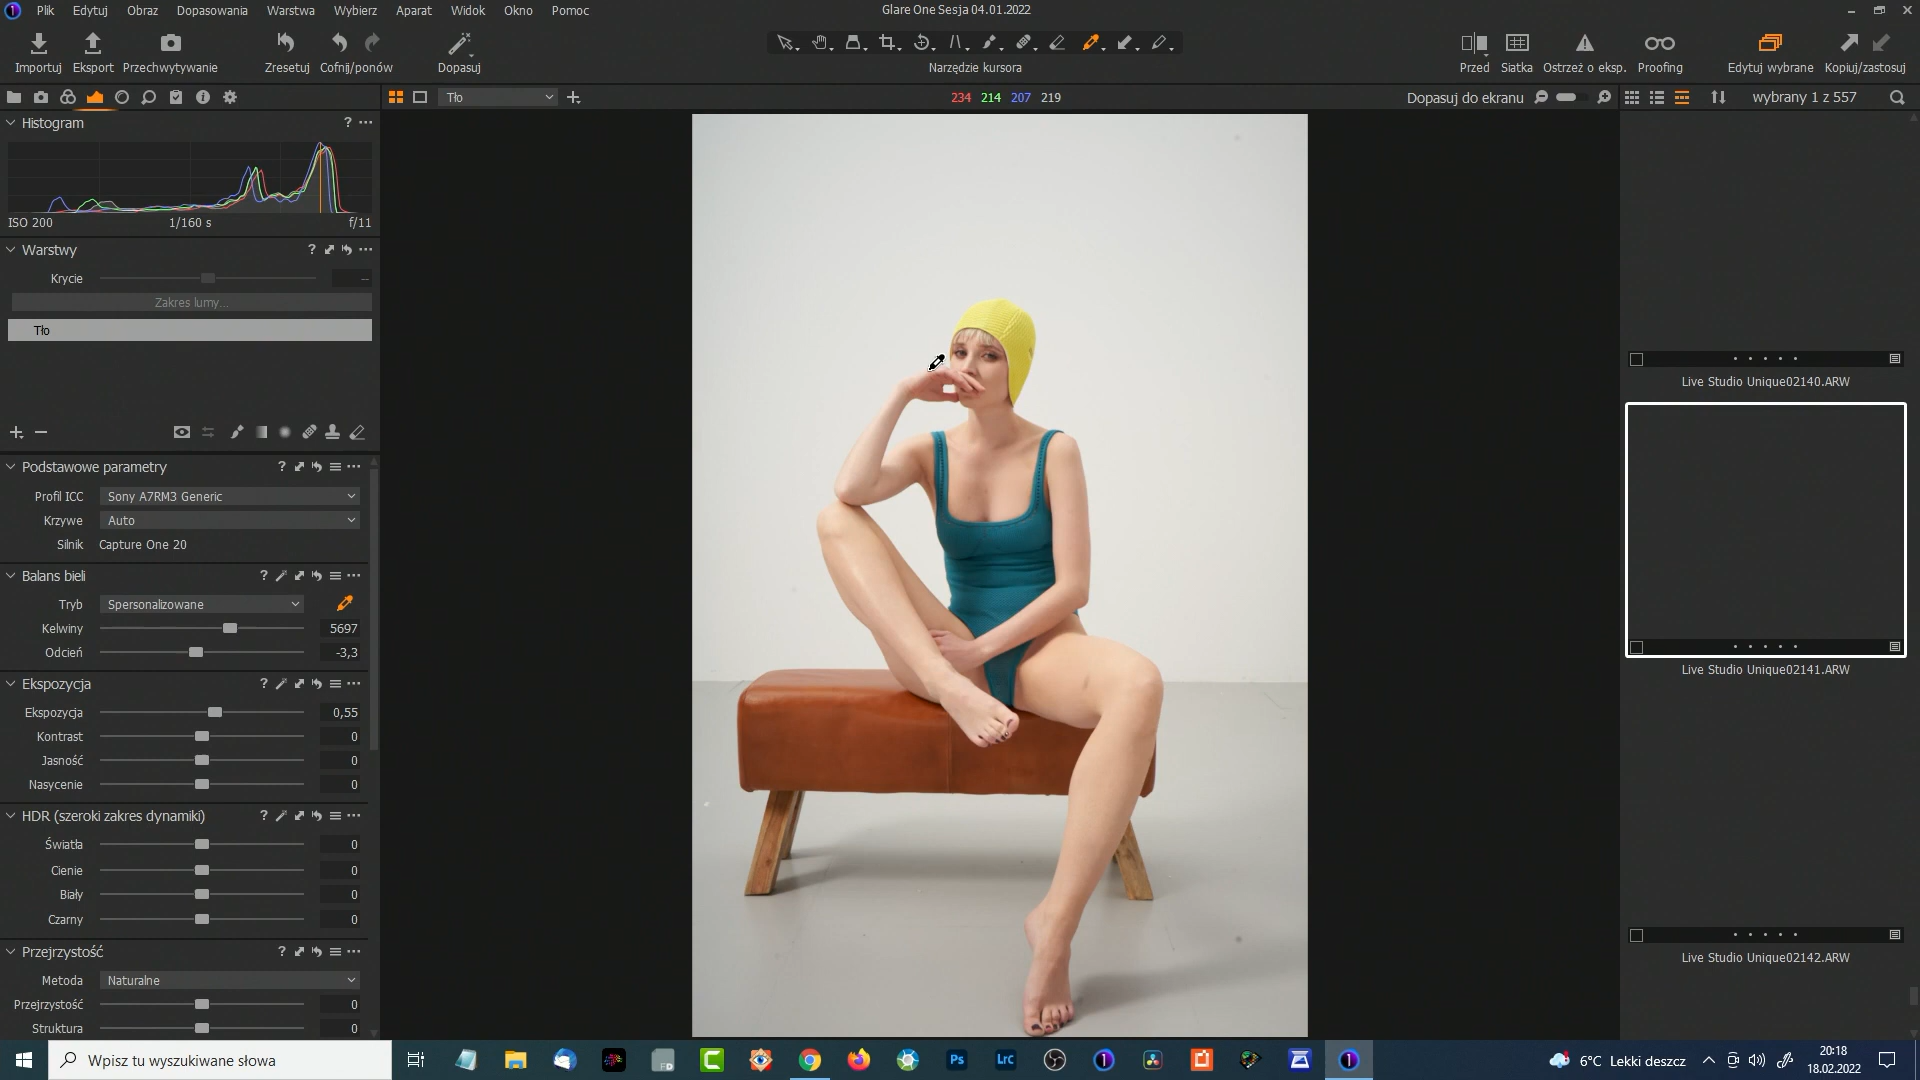 Plik Edytuj Obraz Dopasowania Warstwa Wybierz Aparat Widok Okno Pomoc
Glare One Sesja 04.01.2022
Importuj Eksport Przechwytywanie Zresetuj Cofnij/ponów Dopasuj
Narzędzie kursora
Przed Siatka Ostrzeż o eksp. Proofing Edytuj wybrane Kopiuj/zastosuj
Tło
234 214 207 219
Dopasuj do ekranu
wybrany 1 z 557
Histogram
ISO 200 1/160 s f/11
Warstwy
Krycie --
Zakres lumy...
Tło
Podstawowe parametry
Profil ICC Sony A7RM3 Generic
Krzywe Auto
Silnik Capture One 20
Balans bieli
Tryb Spersonalizowane
Kelwiny 5697
Odcień -3,3
Ekspozycja
Ekspozycja 0,55
Kontrast 0
Jasność 0
Nasycenie 0
HDR (szeroki zakres dynamiki)
Światła 0
Cienie 0
Biały 0
Czarny 0
Przejrzystość
Metoda Naturalne
Przejrzystość 0
Struktura 0
Live Studio Unique02140.ARW
Live Studio Unique02141.ARW
Live Studio Unique02142.ARW
Wpisz tu wyszukiwane słowa
FD
Ps
Lrc
6°C Lekki deszcz
20:18
18.02.2022